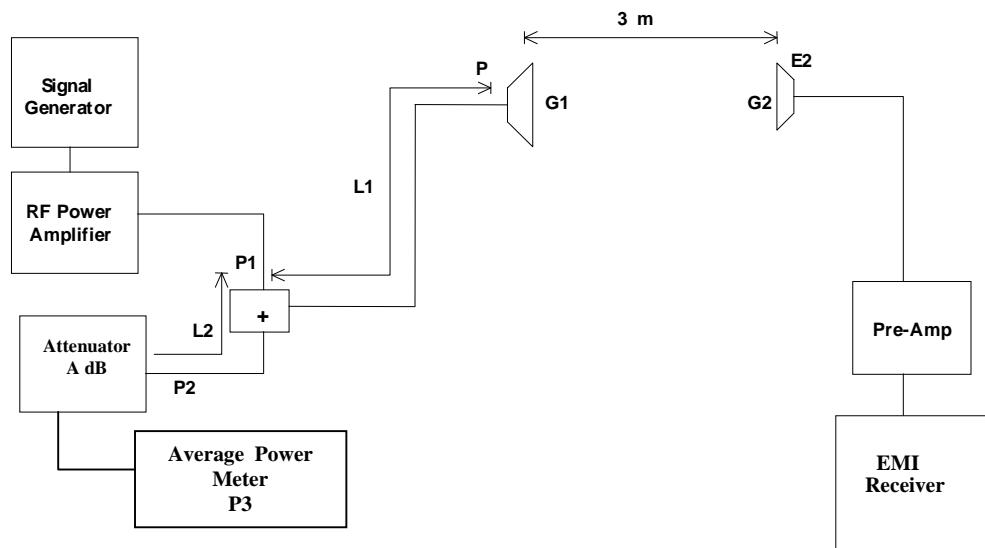 3 m
P
E2
Signal
Generator
G1
G2
L1
RF Power
Amplifier
P1
+
L2
Attenuator
A dB
P2
Pre-Amp
Average Power
Meter
P3
EMI
Receiver